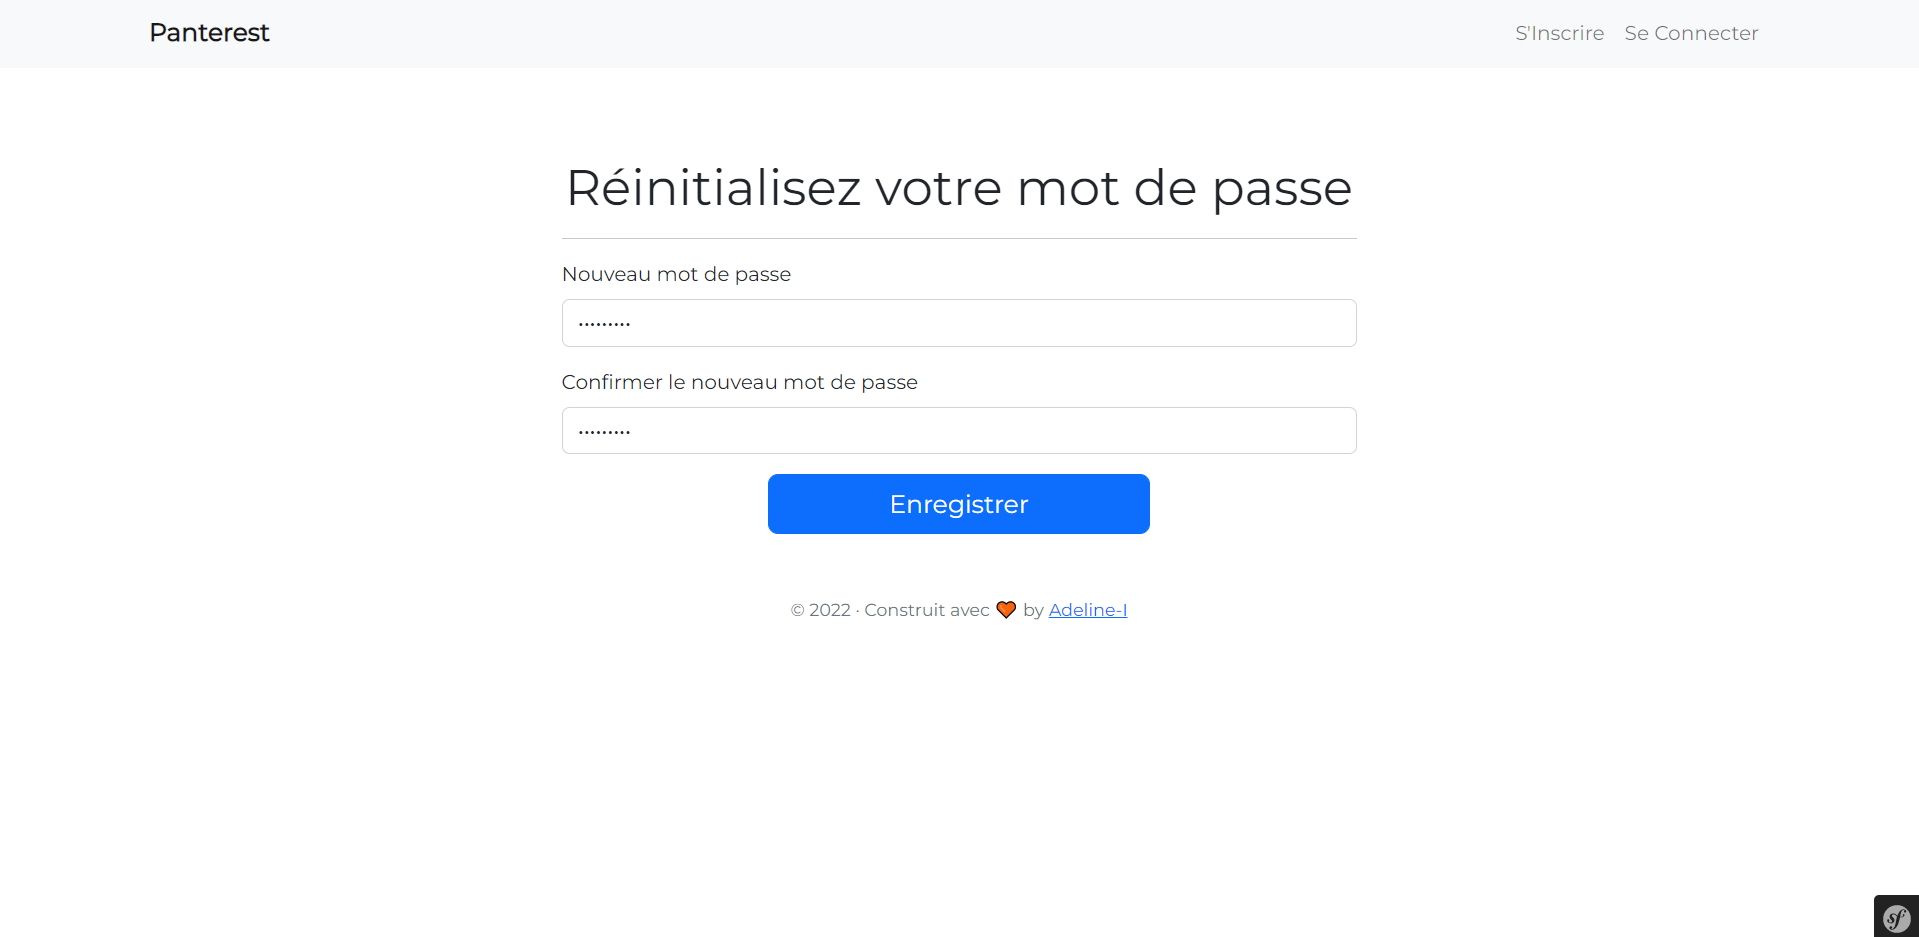 Panterest S'Inscrire Se Connecter
Réinitialisez votre mot de passe
Nouveau mot de passe
•••••••••
Confirmer le nouveau mot de passe
•••••••••
Enregistrer
© 2022 · Construit avec 🧡 by Adeline-I
sf